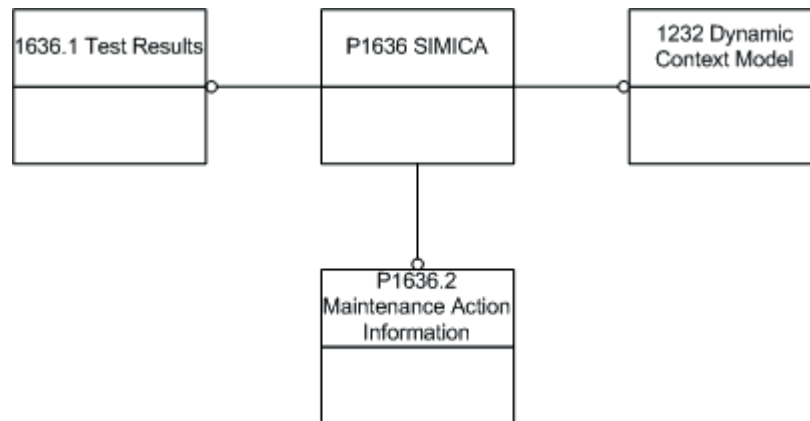 1636.1 Test Results
P1636 SIMICA
1232 Dynamic
Context Model
P1636.2
Maintenance Action
Information